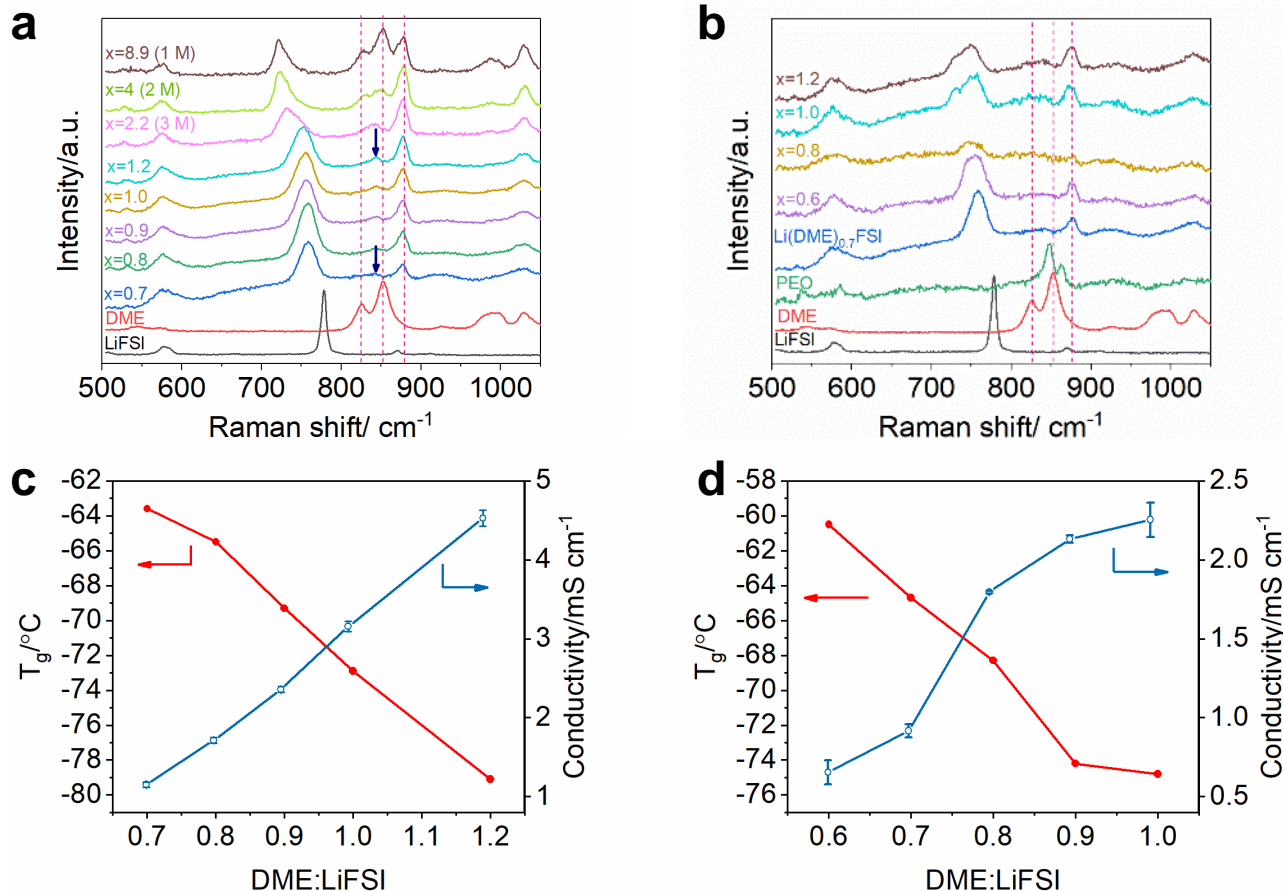 a
Intensity/a.u.
x=8.9 (1 M)
x=4 (2 M)
x=2.2 (3 M)
x=1.2
x=1.0
x=0.9
x=0.8
x=0.7
DME
LiFSI
500 600 700 800 900 1000
Raman shift/ cm-1
b
Intensity/a.u.
x=1.2
x=1.0
x=0.8
x=0.6
Li(DME)0.7FSI
PEO
DME
LiFSI
500 600 700 800 900 1000
Raman shift/ cm-1
c
Tg/°C
-62
-64
-66
-68
-70
-72
-74
-76
-78
-80
5
4
3
2
1
Conductivity/mS cm-1
0.7 0.8 0.9 1.0 1.1 1.2
DME:LiFSI
d
Tg/°C
-58
-60
-62
-64
-66
-68
-70
-72
-74
-76
2.5
2.0
1.5
1.0
0.5
Conductivity/mS cm-1
0.6 0.7 0.8 0.9 1.0
DME:LiFSI